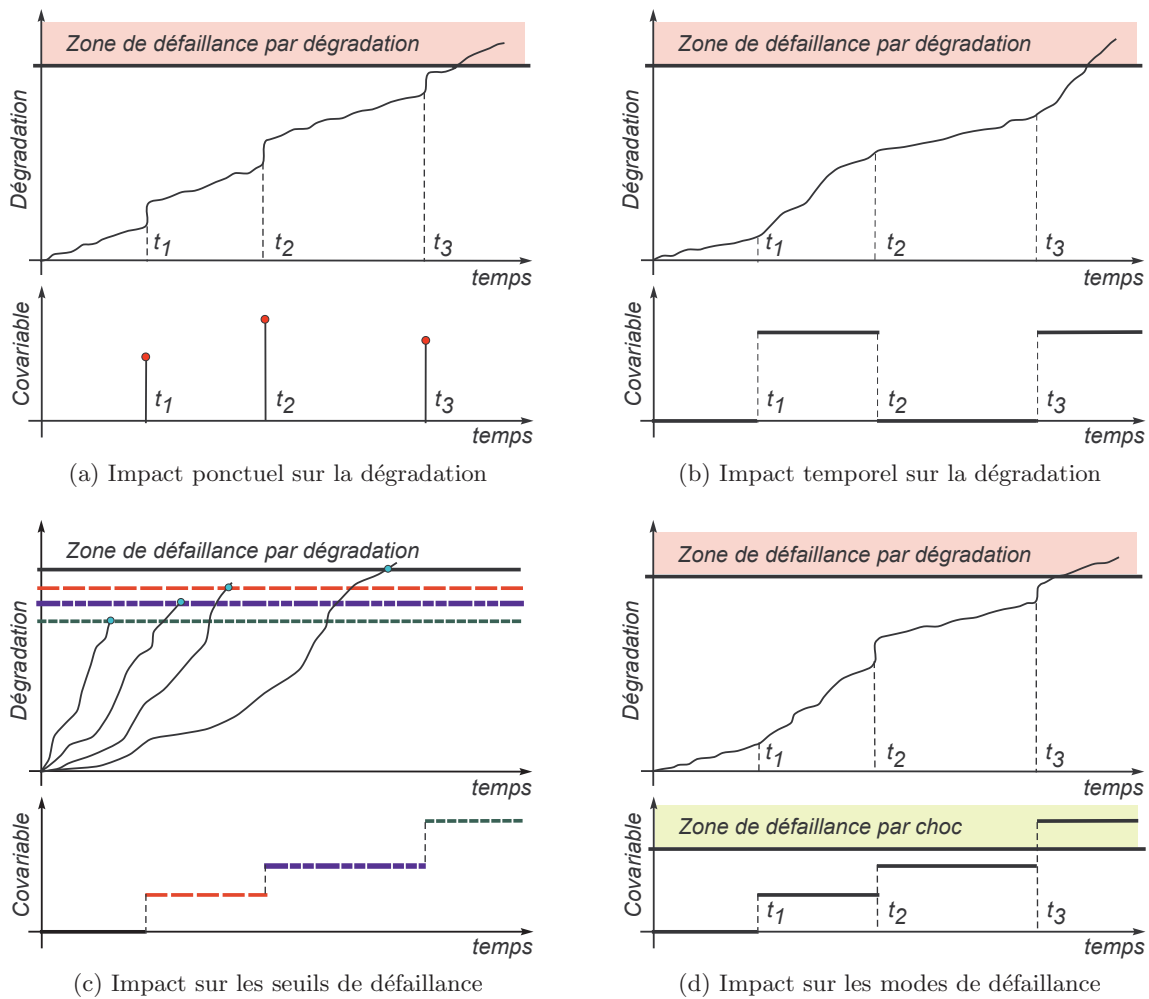 Zone de défaillance par dégradation
Dégradation
t1
t2
t3
temps
Covariable
t1
t2
t3
temps
(a) Impact ponctuel sur la dégradation
Zone de défaillance par dégradation
Dégradation
t1
t2
t3
temps
Covariable
t1
t2
t3
temps
(b) Impact temporel sur la dégradation
Zone de défaillance par dégradation
Dégradation
temps
Covariable
temps
(c) Impact sur les seuils de défaillance
Zone de défaillance par dégradation
Dégradation
t1
t2
t3
temps
Zone de défaillance par choc
Covariable
t1
t2
t3
temps
(d) Impact sur les modes de défaillance